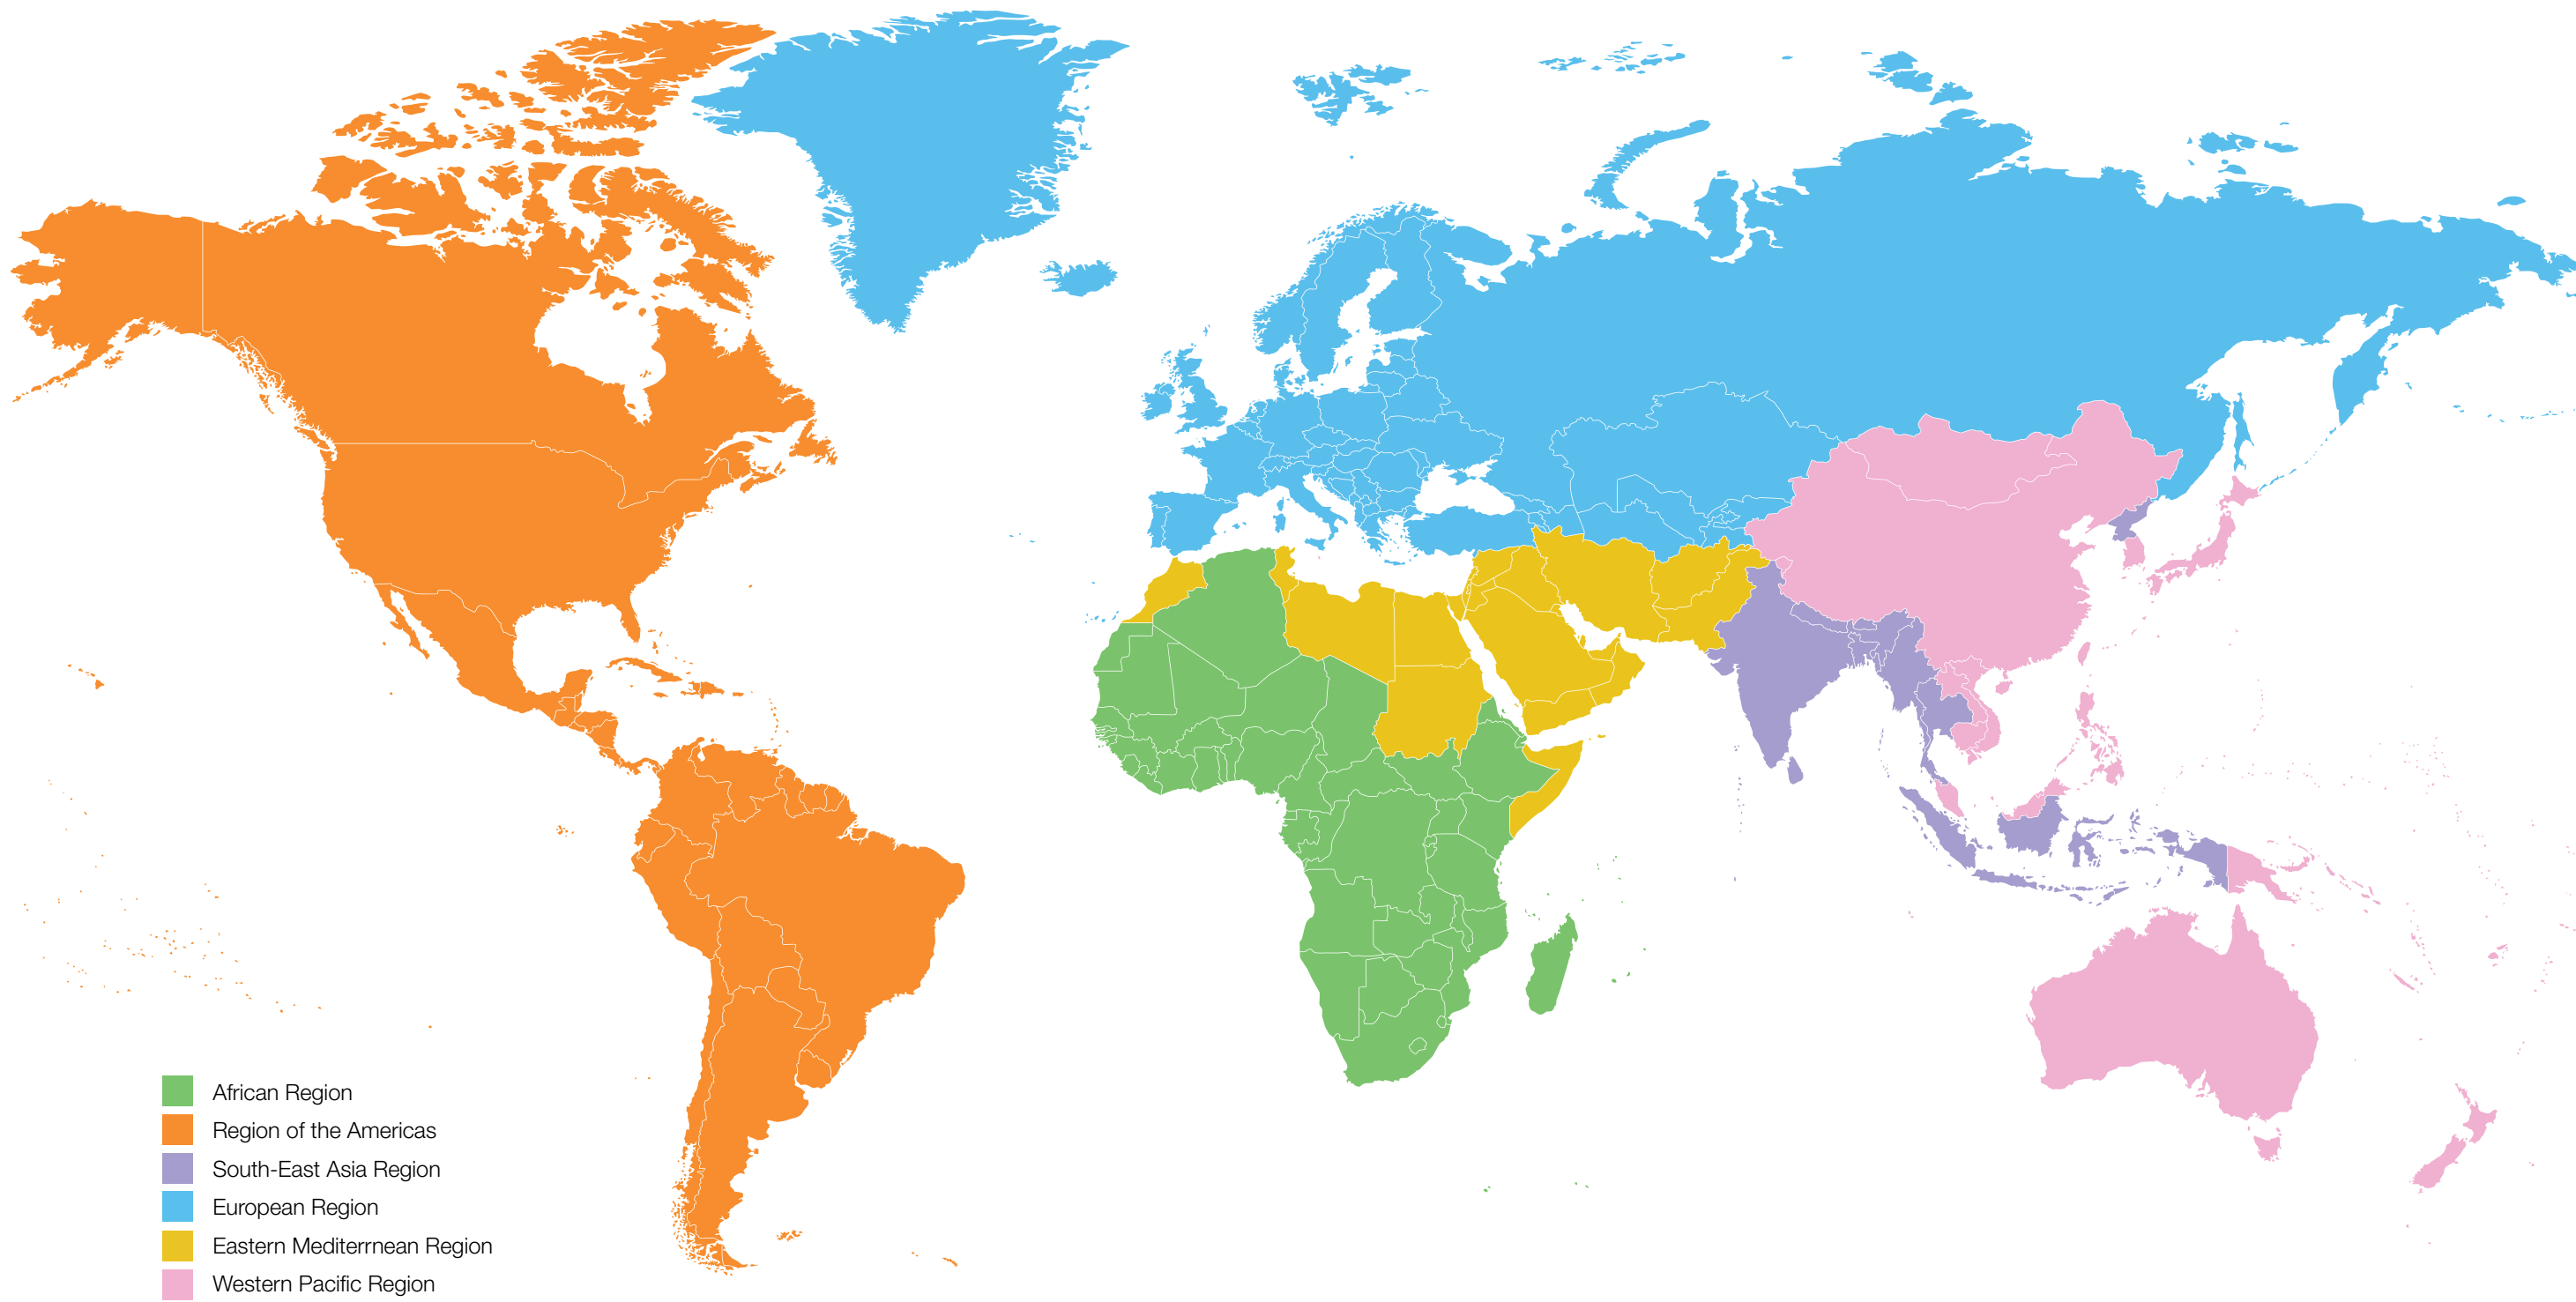 African Region
Region of the Americas
South-East Asia Region
European Region
Eastern Mediterrnean Region
Western Pacific Region